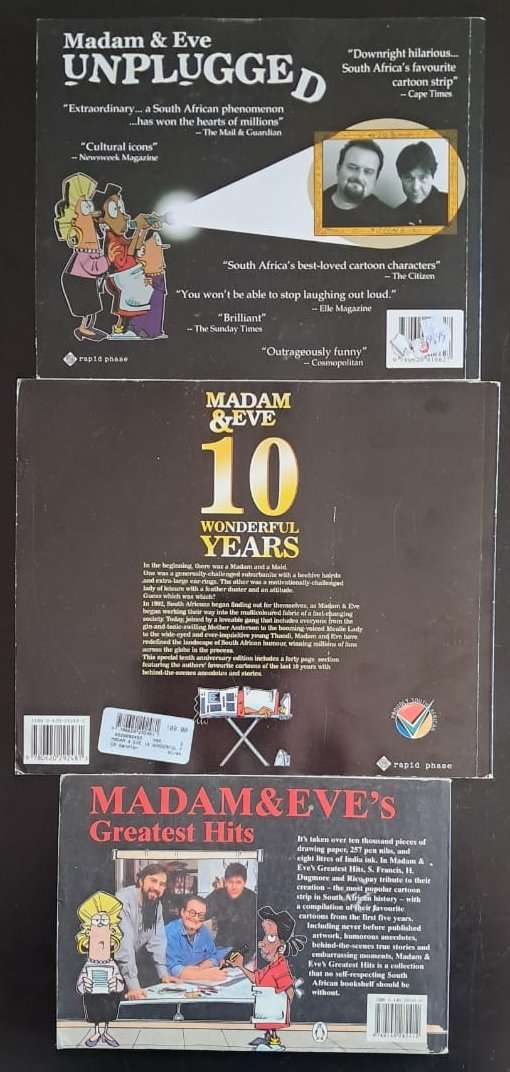 Madam & Eve
UNPLUGGED
"Downright hilarious...
South Africa's favourite
cartoon strip"
-- Cape Times
"Extraordinary... a South African phenomenon
...has won the hearts of millions"
-- The Mail & Guardian
"Cultural icons"
-- Newsweek Magazine
"South Africa's best-loved cartoon characters"
-- The Citizen
"You won't be able to stop laughing out loud."
-- Elle Magazine
"Brilliant"
-- The Sunday Times
"Outrageously funny"
-- Cosmopolitan
rapid phase
MADAM
&EVE
10
WONDERFUL
YEARS
In the beginning, there was a Madam and a Maid.
One was a generously-challenged suburbanite with a beehive hairdo
and extra-large ear-rings. The other was a motivationally-challenged
lady of leisure with a feather duster and an attitude.
Guess which was which?
In 1992, South Africans began finding out for themselves, as Madam & Eve
began working their way into the multicoloured fabric of a fast-changing
society. Today, joined by a loveable gang that includes everyone from the
gin-and-tonic-swilling Mother Anderson to the booming-voiced Mealie Lady
to the wide-eyed and ever-inquisitive young Thandi, Madam and Eve have
redefined the landscape of South African humour, winning millions of fans
across the globe in the process.
This special tenth anniversary edition includes a forty page section
featuring the authors' favourite cartoons of the last 10 years with
behind-the-scenes anecdotes and stories.
109.00
PROUDLY SOUTH AFRICAN
rapid phase
MADAM&EVE's
Greatest Hits
It's taken over ten thousand pieces of
drawing paper, 257 pen nibs, and
eight litres of India ink. In Madam &
Eve's Greatest Hits, S. Francis, H.
Dugmore and Rico pay tribute to their
creation – the most popular cartoon
strip in South African history – with
a compilation of their favourite
cartoons from the first five years.
Including never before published
artwork, humorous anecdotes,
behind-the-scenes true stories and
embarrassing moments, Madam &
Eve's Greatest Hits is a collection
that no self-respecting South
African bookshelf should be
without.